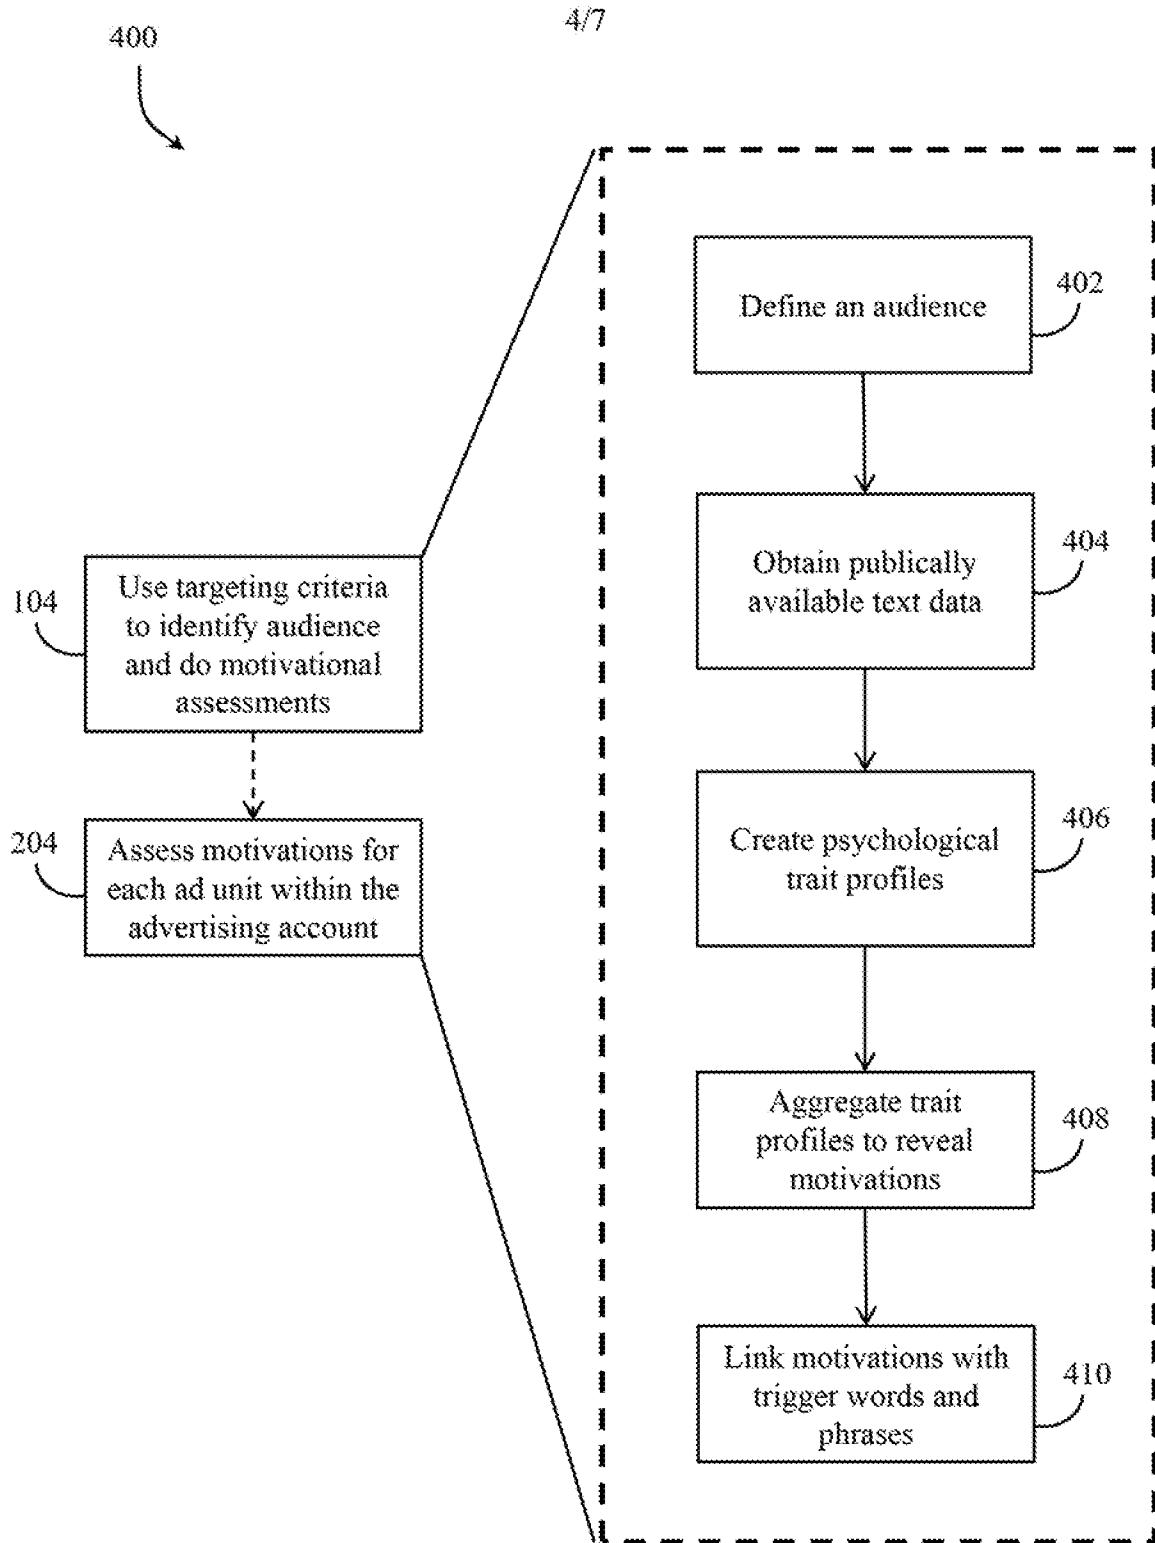 4/7
400
104
Use targeting criteria
to identify audience
and do motivational
assessments
204
Assess motivations for
each ad unit within the
advertising account
Define an audience
402
Obtain publically
available text data
404
Create psychological
trait profiles
406
Aggregate trait
profiles to reveal
motivations
408
Link motivations with
trigger words and
phrases
410